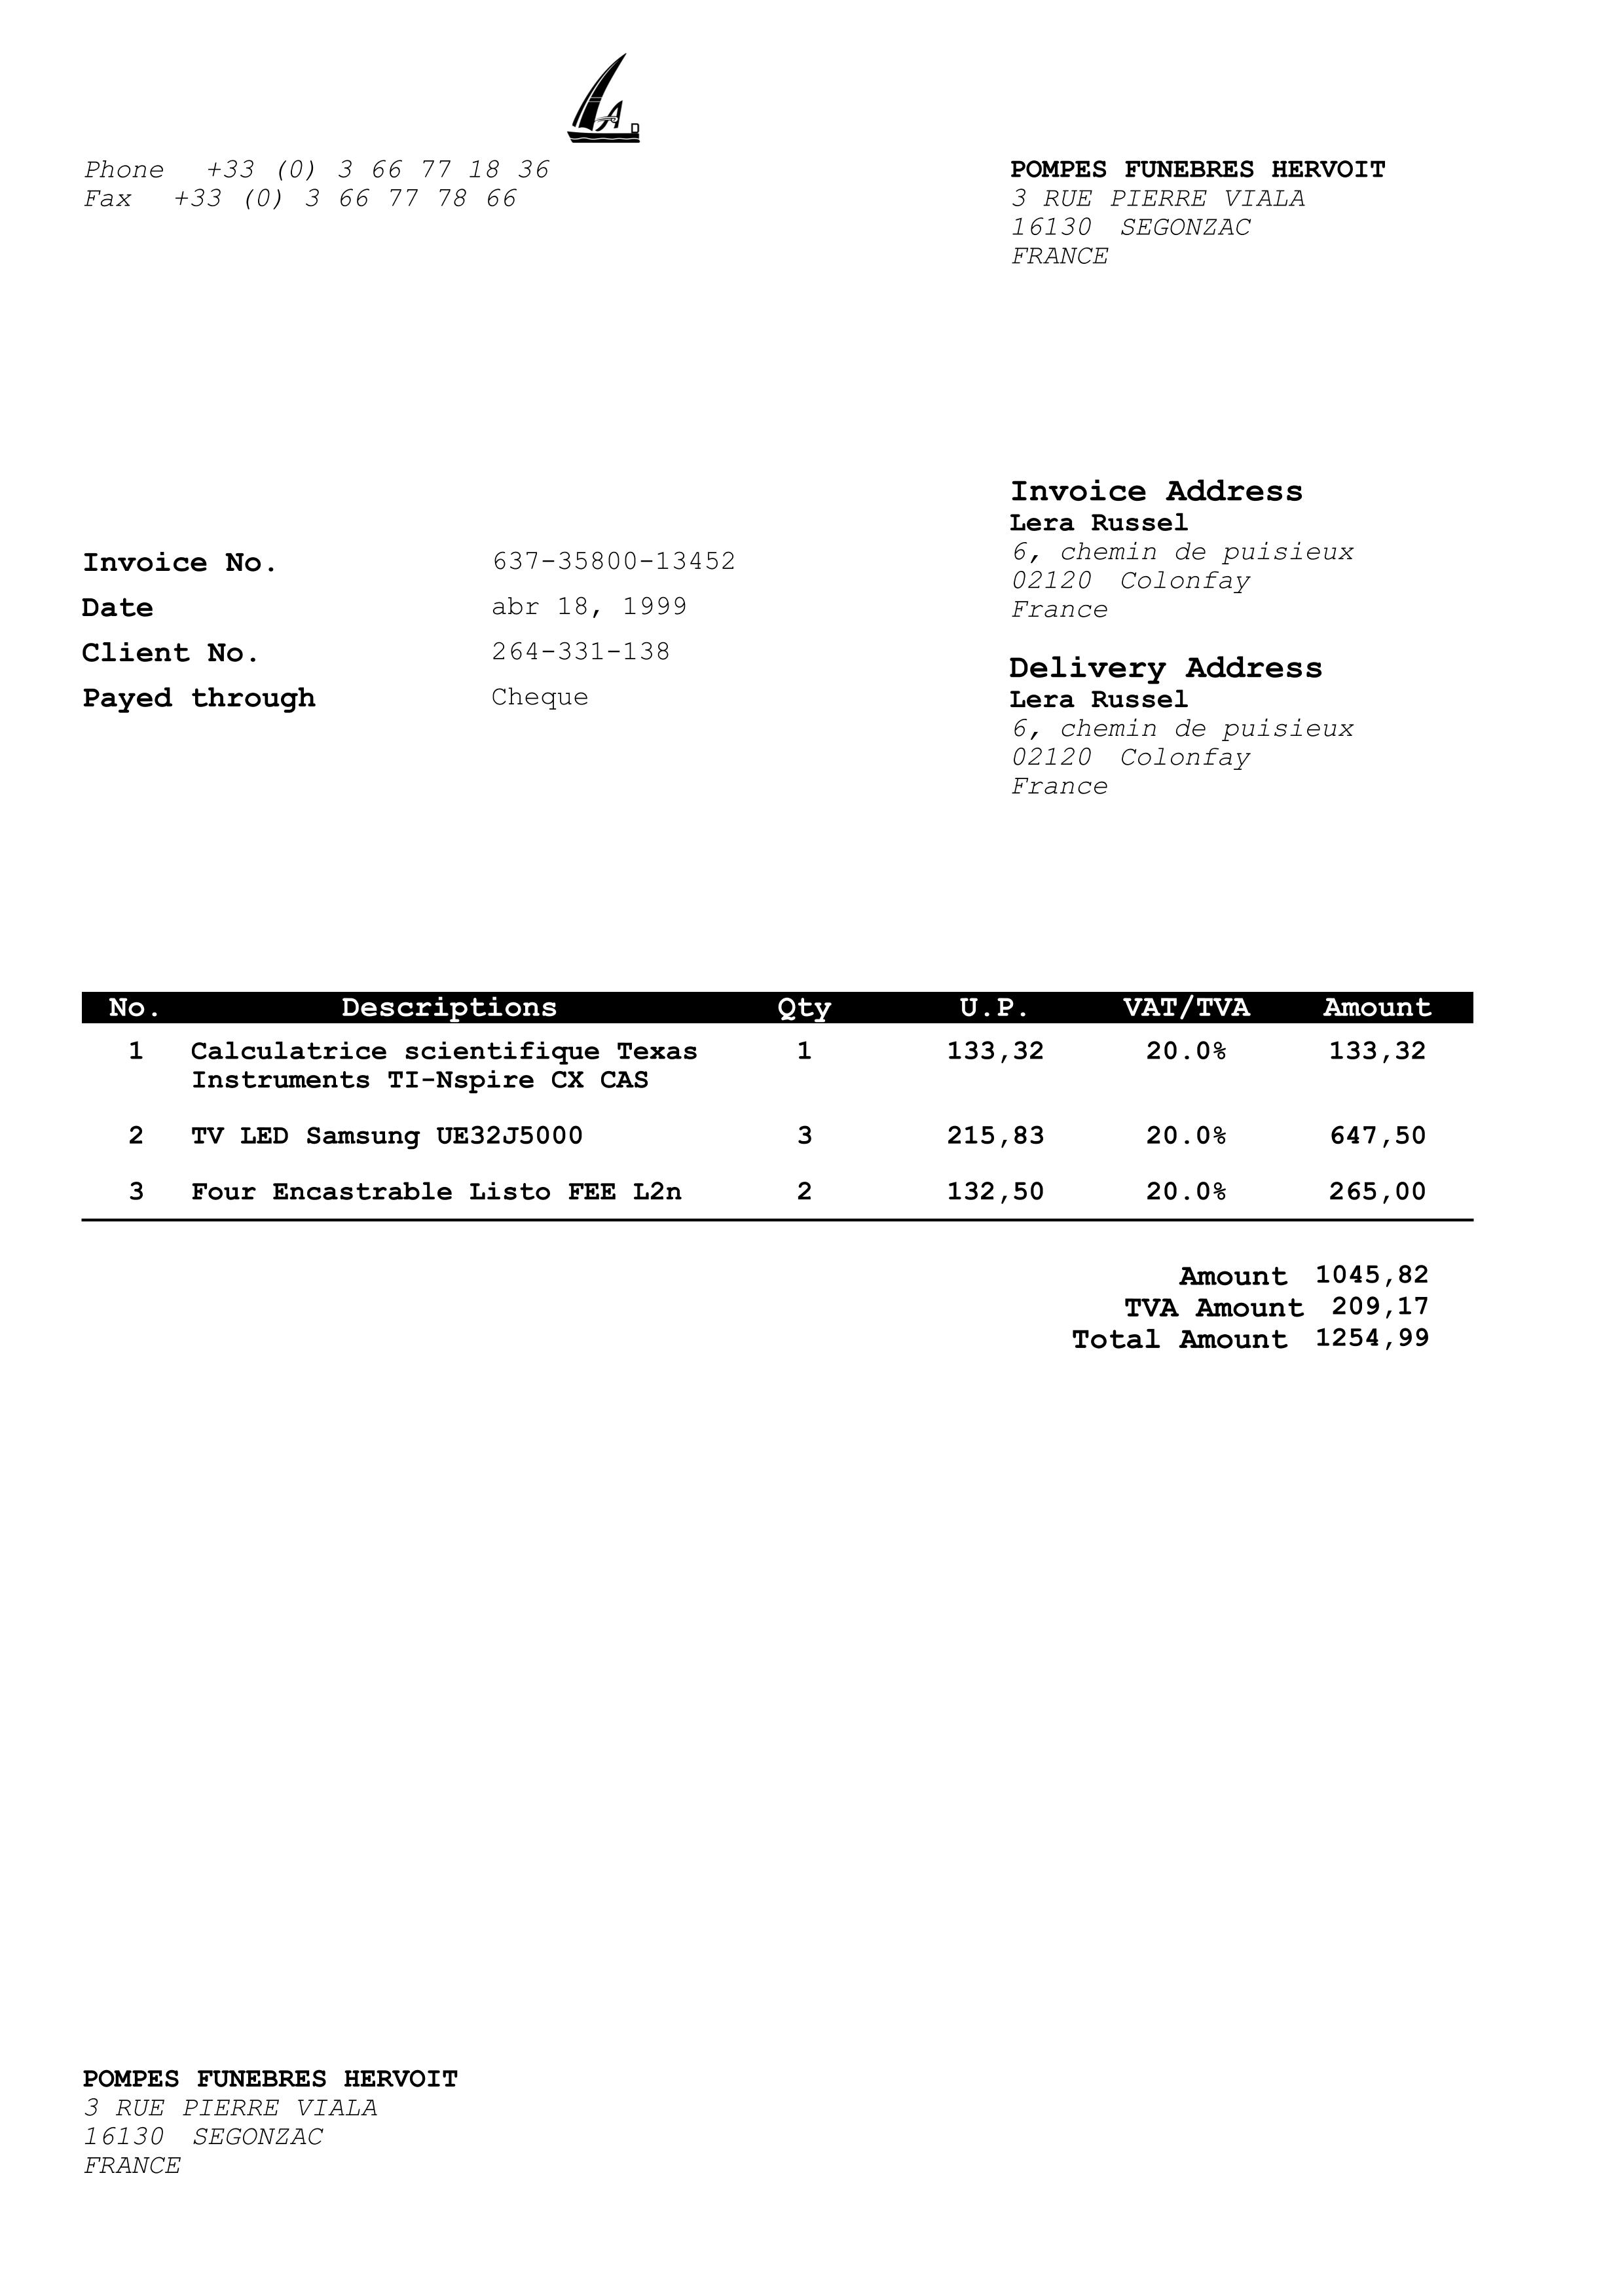 A D
Phone +33 (0) 3 66 77 18 36
Fax +33 (0) 3 66 77 78 66
POMPES FUNEBRES HERVOIT
3 RUE PIERRE VIALA
16130 SEGONZAC
FRANCE
Invoice No. 637-35800-13452
Date abr 18, 1999
Client No. 264-331-138
Payed through Cheque
Invoice Address
Lera Russel
6, chemin de puisieux
02120 Colonfay
France
Delivery Address
Lera Russel
6, chemin de puisieux
02120 Colonfay
France
No. Descriptions Qty U.P. VAT/TVA Amount
1 Calculatrice scientifique Texas 1 133,32 20.0% 133,32
Instruments TI-Nspire CX CAS
2 TV LED Samsung UE32J5000 3 215,83 20.0% 647,50
3 Four Encastrable Listo FEE L2n 2 132,50 20.0% 265,00
Amount 1045,82
TVA Amount 209,17
Total Amount 1254,99
POMPES FUNEBRES HERVOIT
3 RUE PIERRE VIALA
16130 SEGONZAC
FRANCE